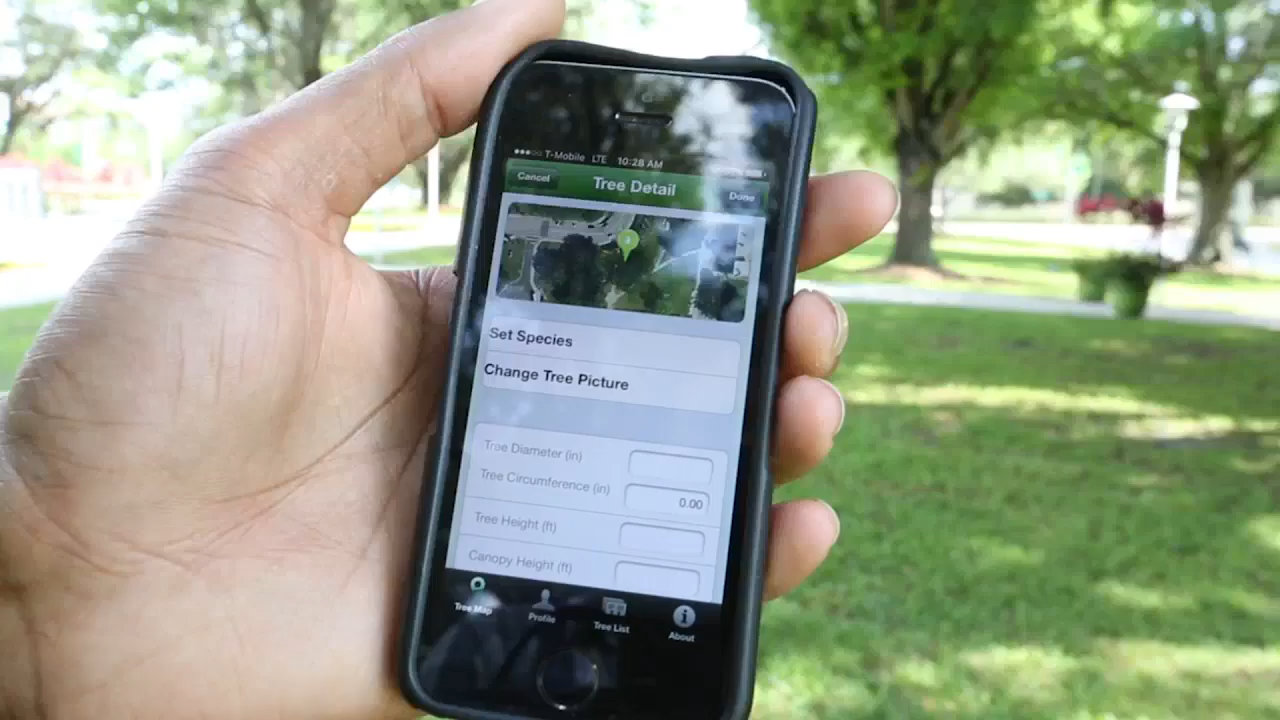 T-Mobile LTE 10:28 AM
Cancel Tree Detail Done
Set Species
Change Tree Picture
Tree Diameter (in)
Tree Circumference (in) 0.00
Tree Height (ft)
Canopy Height (ft)
Tree Map Profile Tree List About